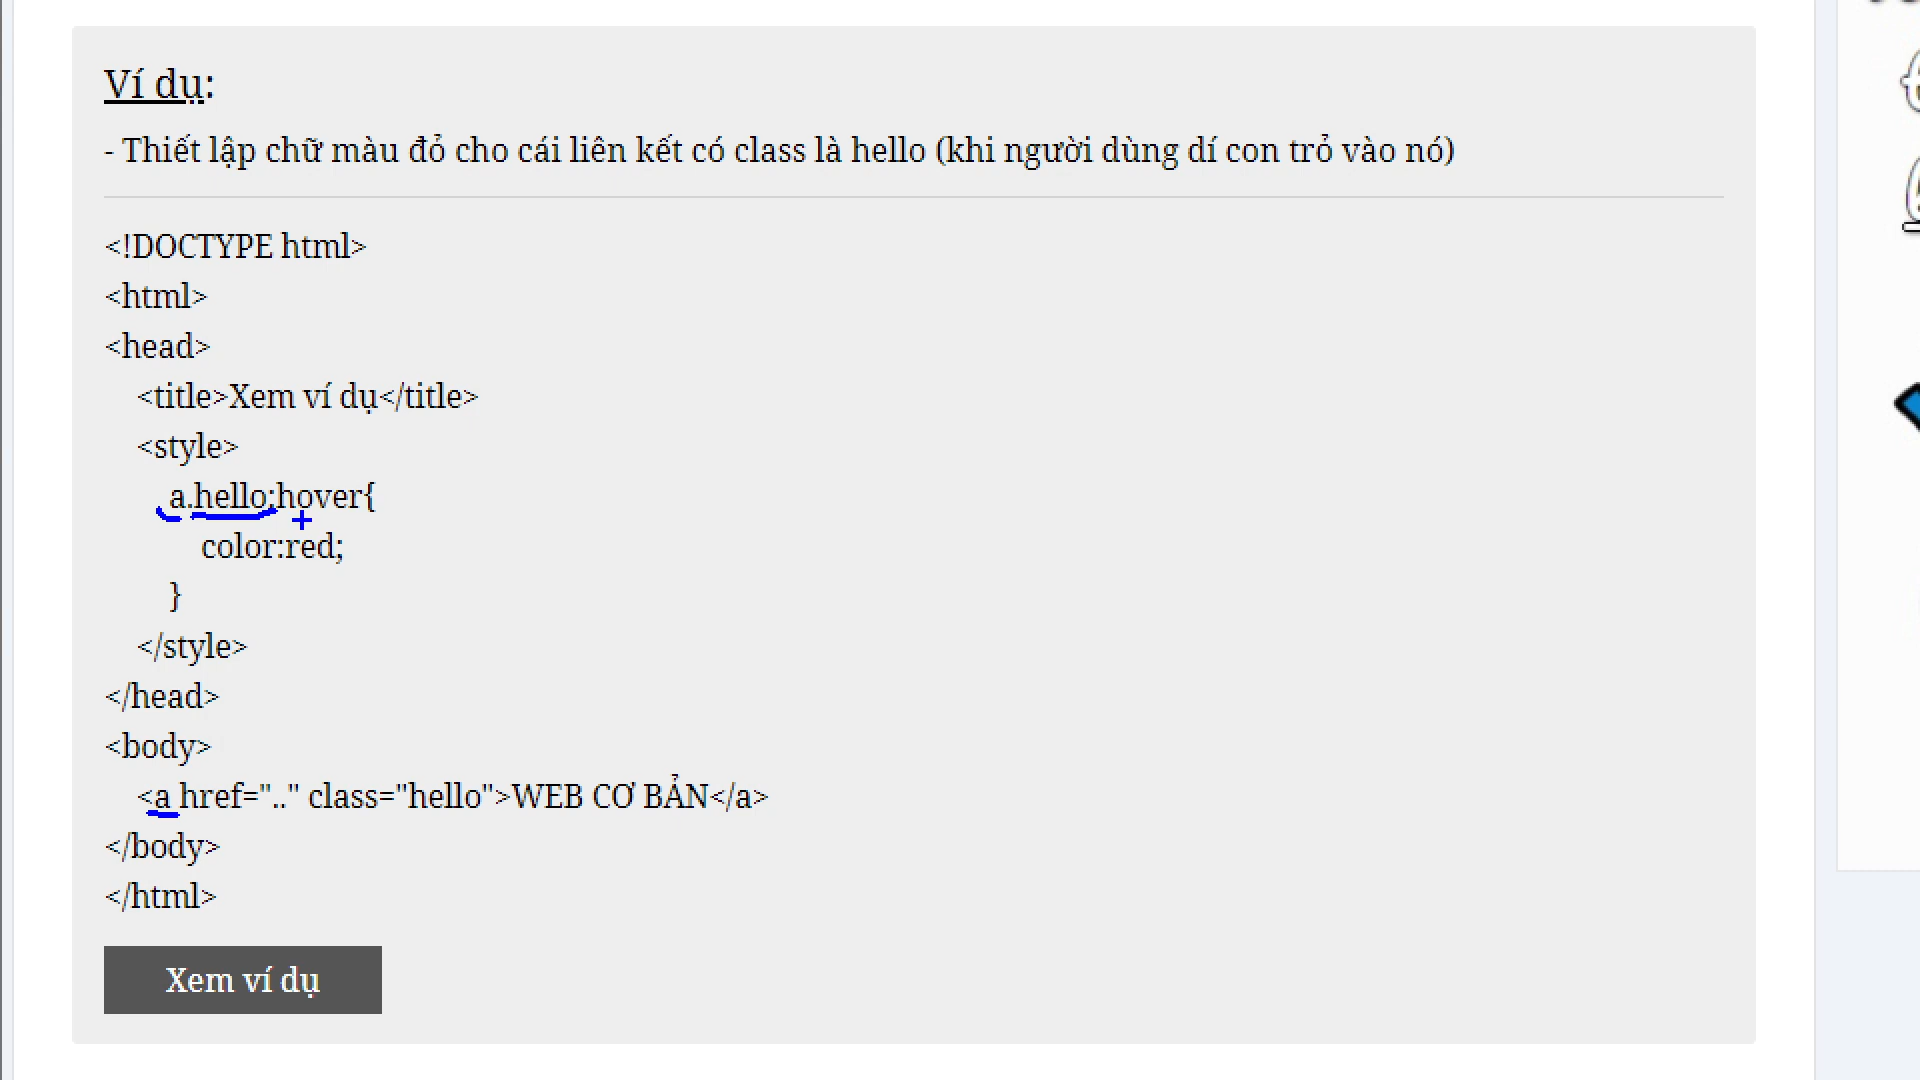 Ví dụ:
- Thiết lập chữ màu đỏ cho cái liên kết có class là hello (khi người dùng dí con trỏ vào nó)
<!DOCTYPE html>
<html>
<head>
<title>Xem ví dụ</title>
<style>
a.hello:hover{
color:red;
}
</style>
</head>
<body>
<a href=".." class="hello">WEB CƠ BẢN</a>
</body>
</html>
Xem ví dụ